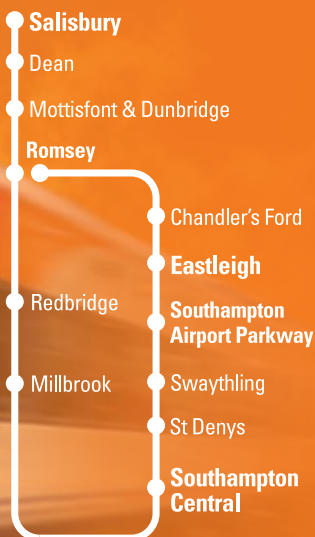 Salisbury
Dean
Mottisfont & Dunbridge
Romsey
Chandler's Ford
Eastleigh
Redbridge
Southampton
Airport Parkway
Millbrook
Swaythling
St Denys
Southampton
Central